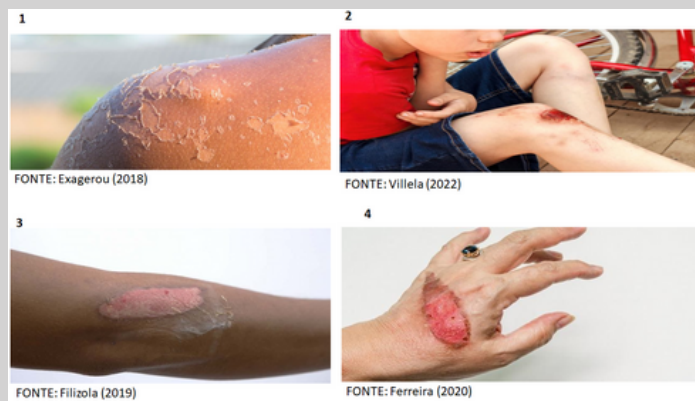 1
2
FONTE: Exagerou (2018)
FONTE: Villela (2022)
3
4
FONTE: Filizola (2019)
FONTE: Ferreira (2020)